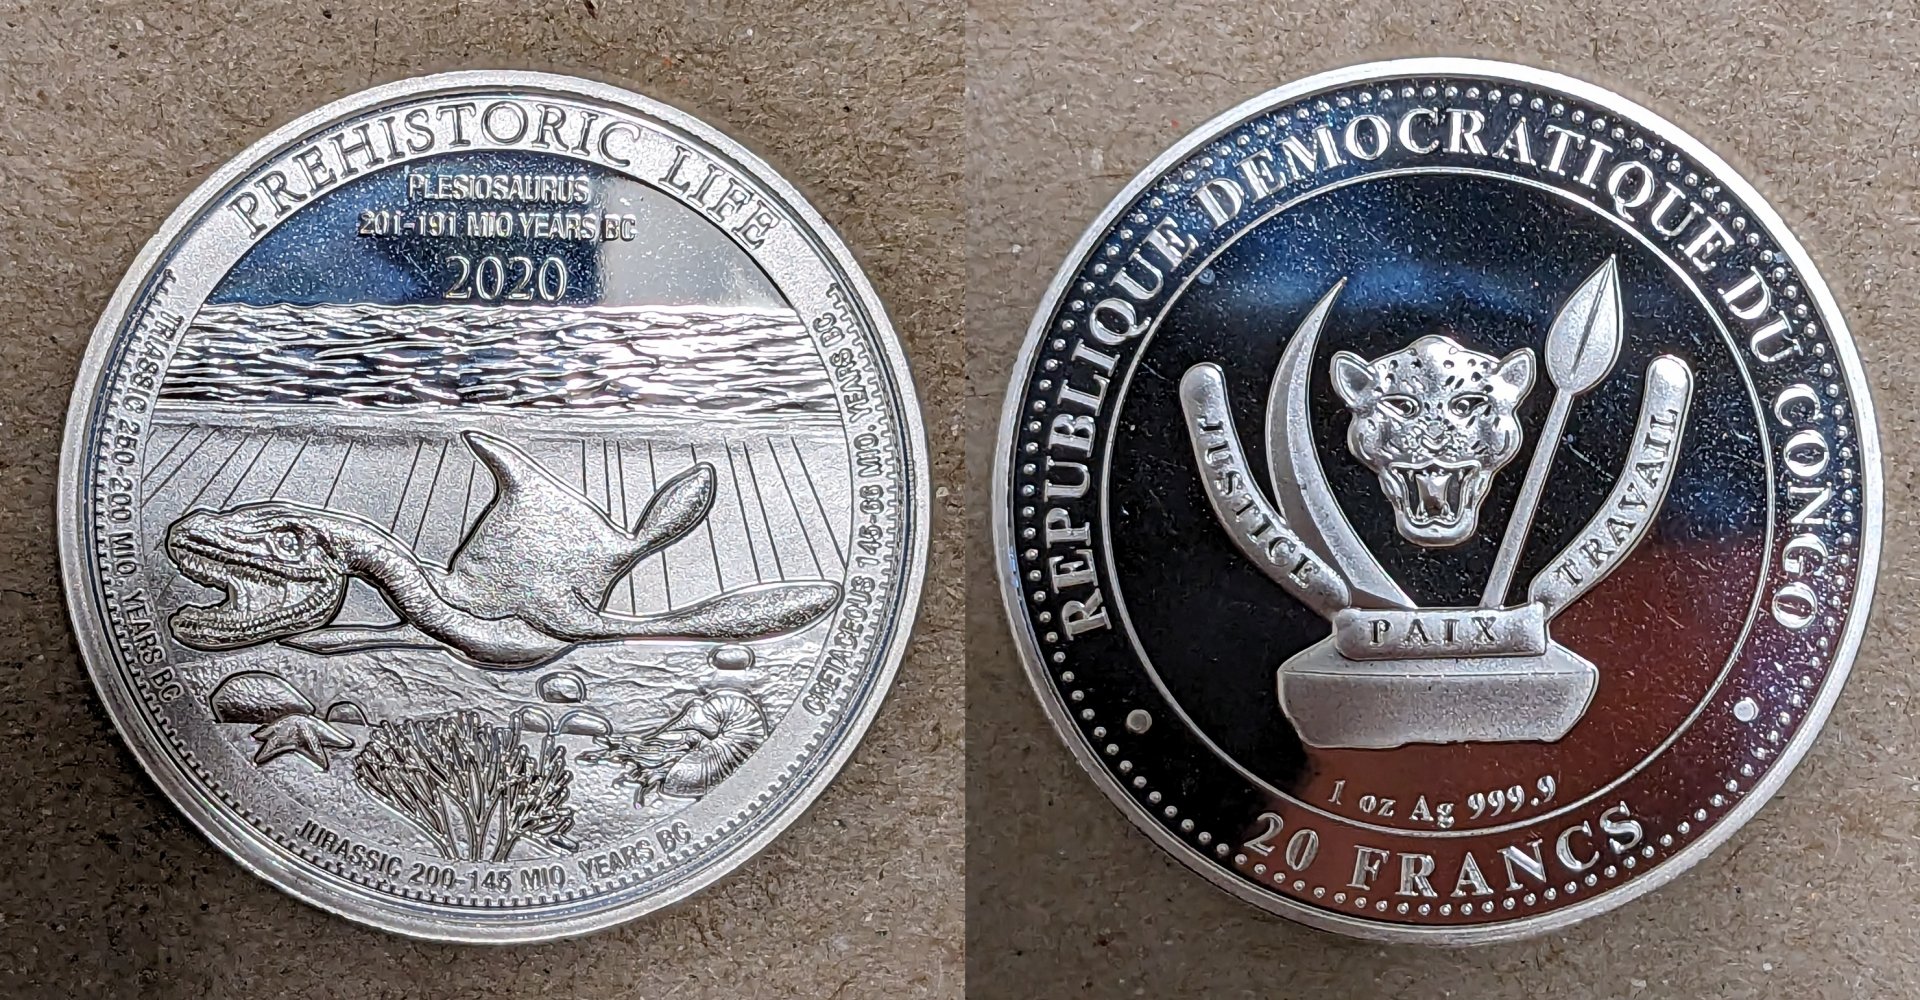 PREHISTORIC LIFE
PLESIOSAURUS
201-191 MIO YEARS BC
2020
TRIASSIC 250-200 MIO. YEARS BC
JURASSIC 200-145 MIO. YEARS BC
CRETACEOUS 145-66 MIO. YEARS BC
REPUBLIQUE DEMOCRATIQUE DU CONGO
JUSTICE
PAIX
TRAVAIL
1 oz Ag 999.9
20 FRANCS